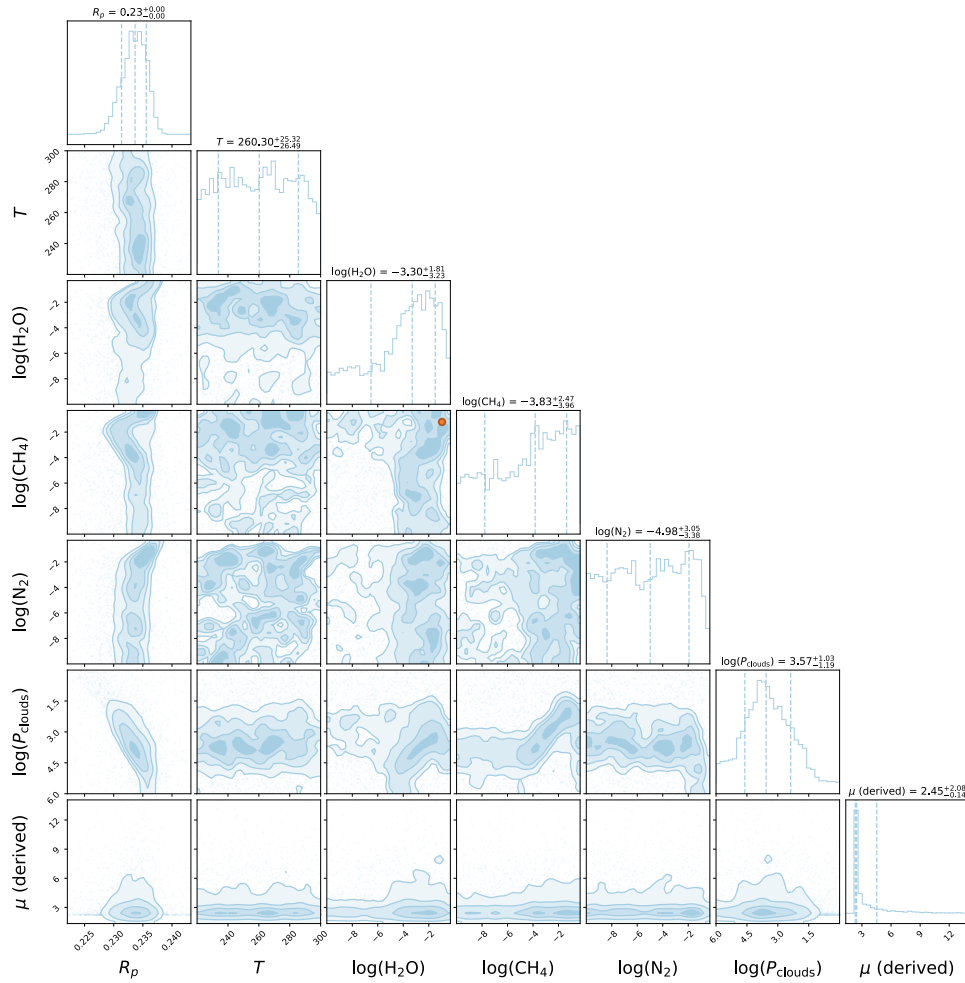 R_p = 0.23^{+0.00}_{-0.00}
T = 260.30^{+25.32}_{-26.49}
300
280
260
240
T
log(H₂O) = −3.30^{+1.81}_{-3.23}
−2
−4
−6
−8
log(H₂O)
log(CH₄) = −3.83^{+2.47}_{-3.96}
−2
−4
−6
−8
log(CH₄)
log(N₂) = −4.98^{+3.05}_{-3.38}
−2
−4
−6
−8
log(N₂)
log(P_clouds) = 3.57^{+1.03}_{-1.19}
1.5
3.0
4.5
6.0
log(P_clouds)
μ (derived) = 2.45^{+2.08}_{-0.14}
12
9
6
3
μ (derived)
0.225 0.230 0.235 0.240 240 260 280 300 −8 −6 −4 −2 −8 −6 −4 −2 −8 −6 −4 −2 6.0 4.5 3.0 1.5 3 6 9 12
R_p T log(H₂O) log(CH₄) log(N₂) log(P_clouds) μ (derived)